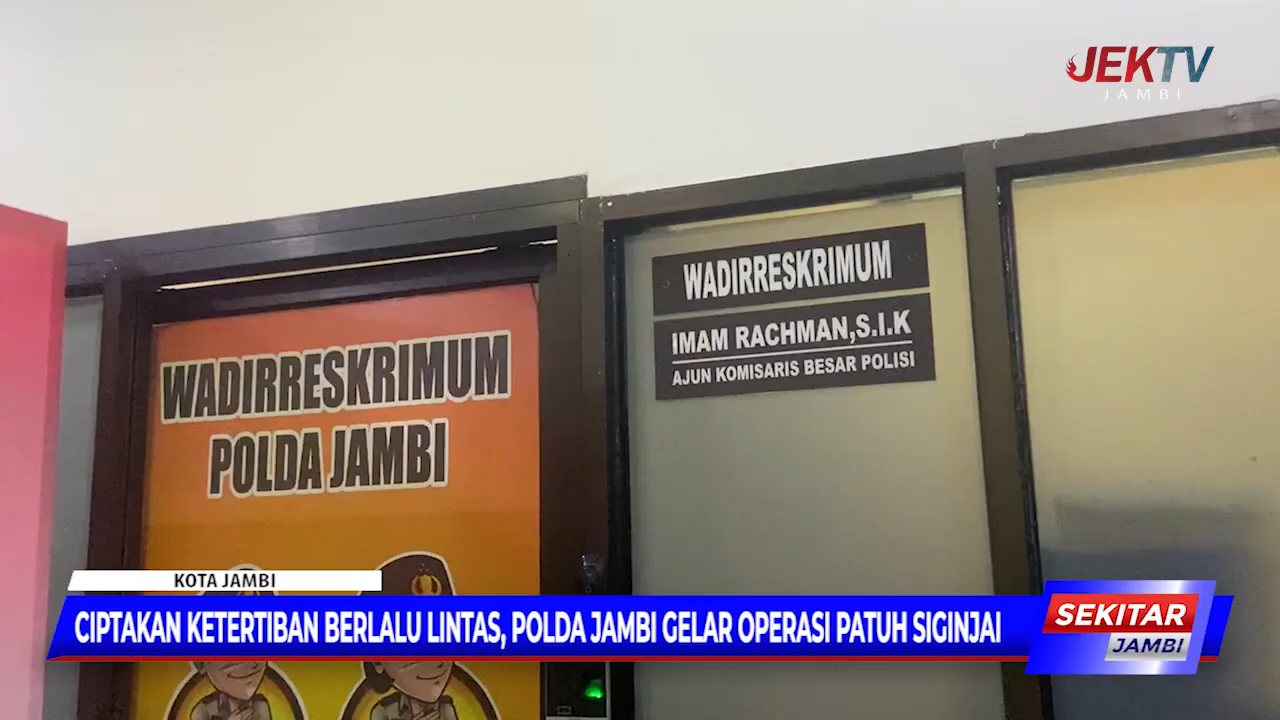 JEKTV
JAMBI
WADIRRESKRIMUM
IMAM RACHMAN,S.I.K
AJUN KOMISARIS BESAR POLISI
WADIRRESKRIMUM
POLDA JAMBI
KOTA JAMBI
CIPTAKAN KETERTIBAN BERLALU LINTAS, POLDA JAMBI GELAR OPERASI PATUH SIGINJAI
SEKITAR
JAMBI